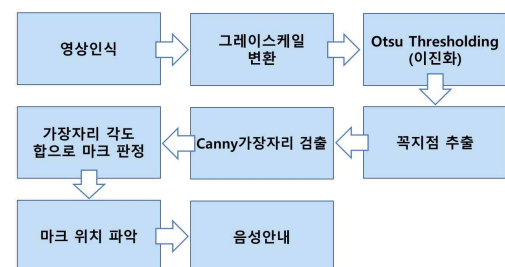 영상인식
그레이스케일
변환
Otsu Thresholding
(이진화)
꼭지점 추출
Canny가장자리 검출
가장자리 각도
합으로 마크 판정
마크 위치 파악
음성안내